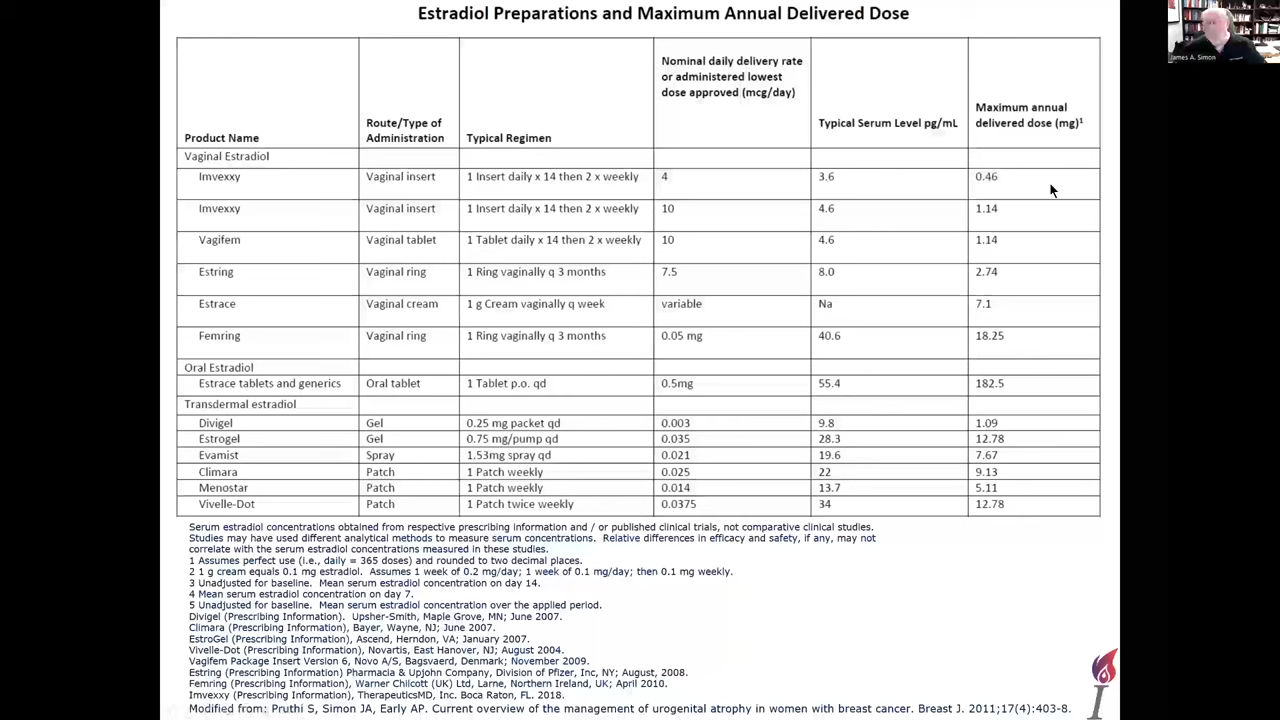 Estradiol Preparations and Maximum Annual Delivered Dose
James A. Simon
Product Name Route/Type of Administration Typical Regimen Nominal daily delivery rate or administered lowest dose approved (mcg/day) Typical Serum Level pg/mL Maximum annual delivered dose (mg)¹
Vaginal Estradiol
Imvexxy Vaginal insert 1 Insert daily x 14 then 2 x weekly 4 3.6 0.46
Imvexxy Vaginal insert 1 Insert daily x 14 then 2 x weekly 10 4.6 1.14
Vagifem Vaginal tablet 1 Tablet daily x 14 then 2 x weekly 10 4.6 1.14
Estring Vaginal ring 1 Ring vaginally q 3 months 7.5 8.0 2.74
Estrace Vaginal cream 1 g Cream vaginally q week variable Na 7.1
Femring Vaginal ring 1 Ring vaginally q 3 months 0.05 mg 40.6 18.25
Oral Estradiol
Estrace tablets and generics Oral tablet 1 Tablet p.o. qd 0.5mg 55.4 182.5
Transdermal estradiol
Divigel Gel 0.25 mg packet qd 0.003 9.8 1.09
Estrogel Gel 0.75 mg/pump qd 0.035 28.3 12.78
Evamist Spray 1.53mg spray qd 0.021 19.6 7.67
Climara Patch 1 Patch weekly 0.025 22 9.13
Menostar Patch 1 Patch weekly 0.014 13.7 5.11
Vivelle-Dot Patch 1 Patch twice weekly 0.0375 34 12.78
Serum estradiol concentrations obtained from respective prescribing information and / or published clinical trials, not comparative clinical studies.
Studies may have used different analytical methods to measure serum concentrations. Relative differences in efficacy and safety, if any, may not
correlate with the serum estradiol concentrations measured in these studies.
1 Assumes perfect use (i.e., daily = 365 doses) and rounded to two decimal places.
2 1 g cream equals 0.1 mg estradiol. Assumes 1 week of 0.2 mg/day; 1 week of 0.1 mg/day; then 0.1 mg weekly.
3 Unadjusted for baseline. Mean serum estradiol concentration on day 14.
4 Mean serum estradiol concentration on day 7.
5 Unadjusted for baseline. Mean serum estradiol concentration over the applied period.
Divigel (Prescribing Information). Upsher-Smith, Maple Grove, MN; June 2007.
Climara (Prescribing Information), Bayer, Wayne, NJ; June 2007.
EstroGel (Prescribing Information), Ascend, Herndon, VA; January 2007.
Vivelle-Dot (Prescribing Information), Novartis, East Hanover, NJ; August 2004.
Vagifem Package Insert Version 6, Novo A/S, Bagsvaerd, Denmark; November 2009.
Estring (Prescribing Information) Pharmacia & Upjohn Company, Division of Pfizer, Inc, NY; August, 2008.
Femring (Prescribing Information), Warner Chilcott (UK) Ltd, Larne, Northern Ireland, UK; April 2010.
Imvexxy (Prescribing Information), TherapeuticsMD, Inc. Boca Raton, FL. 2018.
Modified from: Pruthi S, Simon JA, Early AP. Current overview of the management of urogenital atrophy in women with breast cancer. Breast J. 2011;17(4):403-8.